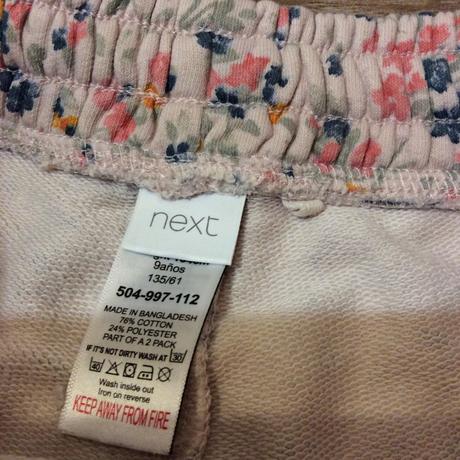 next
9años
135/61
504-997-112
MADE IN BANGLADESH
76% COTTON
24% POLYESTER
PART OF A 2 PACK
IF IT'S NOT DIRTY WASH AT 30
40
Wash inside out
Iron on reverse
KEEP AWAY FROM FIRE